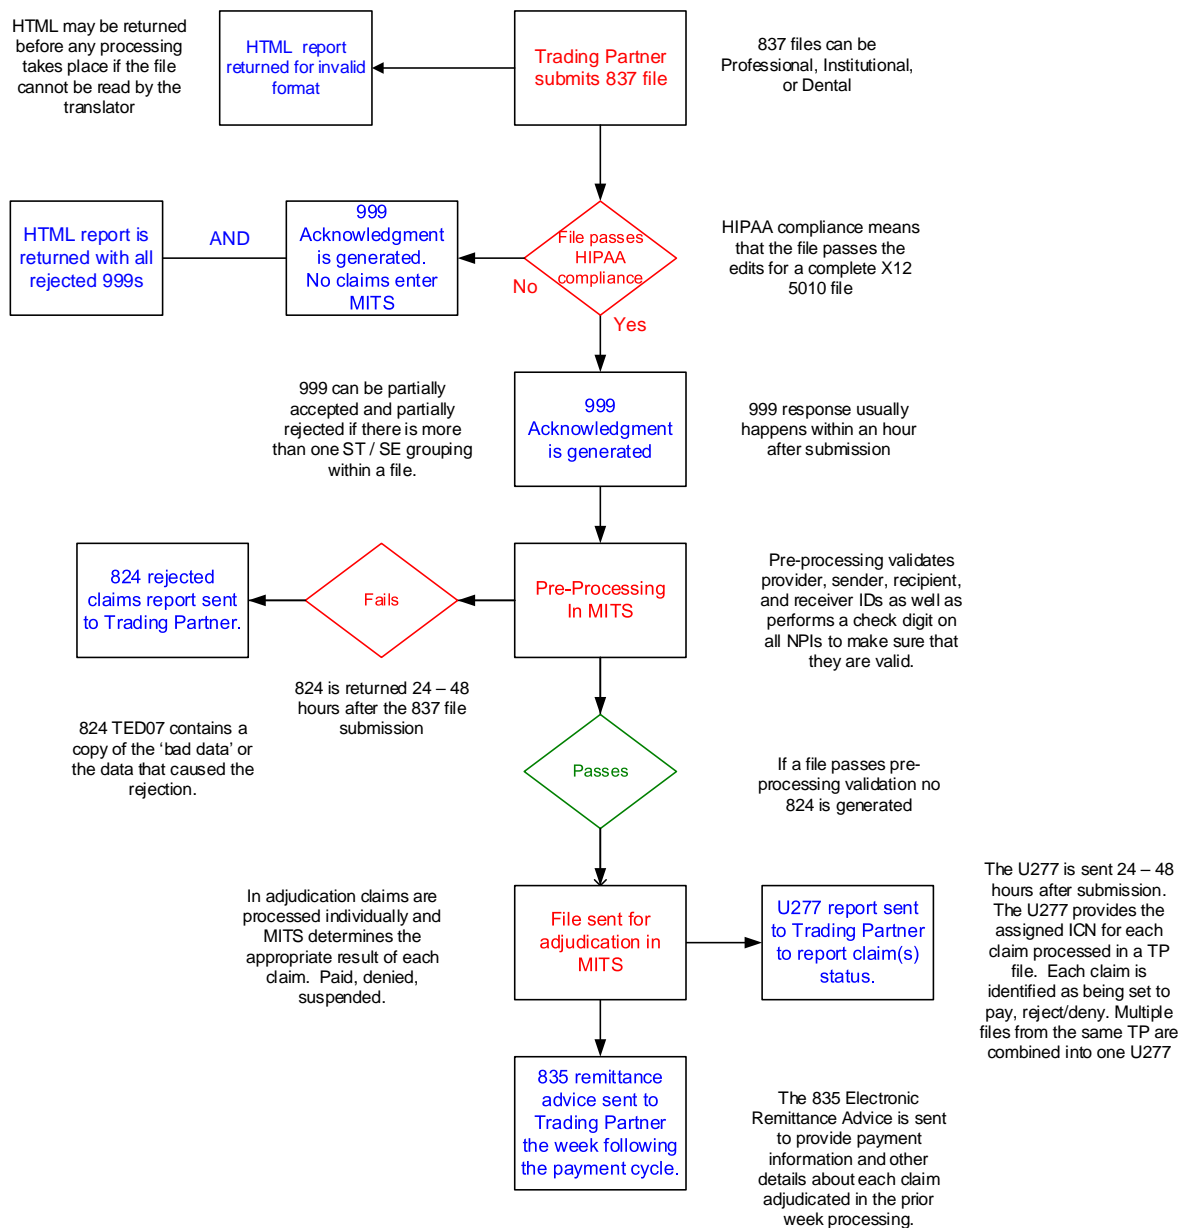 HTML may be returned
before any processing
takes place if the file
cannot be read by the
translator
HTML report
returned for invalid
format
Trading Partner
submits 837 file
837 files can be
Professional, Institutional,
or Dental
HTML report is
returned with all
rejected 999s
AND
999
Acknowledgment
is generated.
No claims enter
MITS
File passes
HIPAA
compliance
No
Yes
HIPAA compliance means
that the file passes the
edits for a complete X12
5010 file
999 can be partially
accepted and partially
rejected if there is more
than one ST / SE grouping
within a file.
999
Acknowledgment
is generated
999 response usually
happens within an hour
after submission
824 rejected
claims report sent
to Trading Partner.
Fails
Pre-Processing
In MITS
Pre-processing validates
provider, sender, recipient,
and receiver IDs as well as
performs a check digit on
all NPIs to make sure that
they are valid.
824 is returned 24 – 48
hours after the 837 file
submission
824 TED07 contains a
copy of the ‘bad data’ or
the data that caused the
rejection.
Passes
If a file passes pre-
processing validation no
824 is generated
In adjudication claims are
processed individually and
MITS determines the
appropriate result of each
claim. Paid, denied,
suspended.
File sent for
adjudication in
MITS
U277 report sent
to Trading Partner
to report claim(s)
status.
The U277 is sent 24 – 48
hours after submission.
The U277 provides the
assigned ICN for each
claim processed in a TP
file. Each claim is
identified as being set to
pay, reject/deny. Multiple
files from the same TP are
combined into one U277
835 remittance
advice sent to
Trading Partner
the week following
the payment cycle.
The 835 Electronic
Remittance Advice is sent
to provide payment
information and other
details about each claim
adjudicated in the prior
week processing.